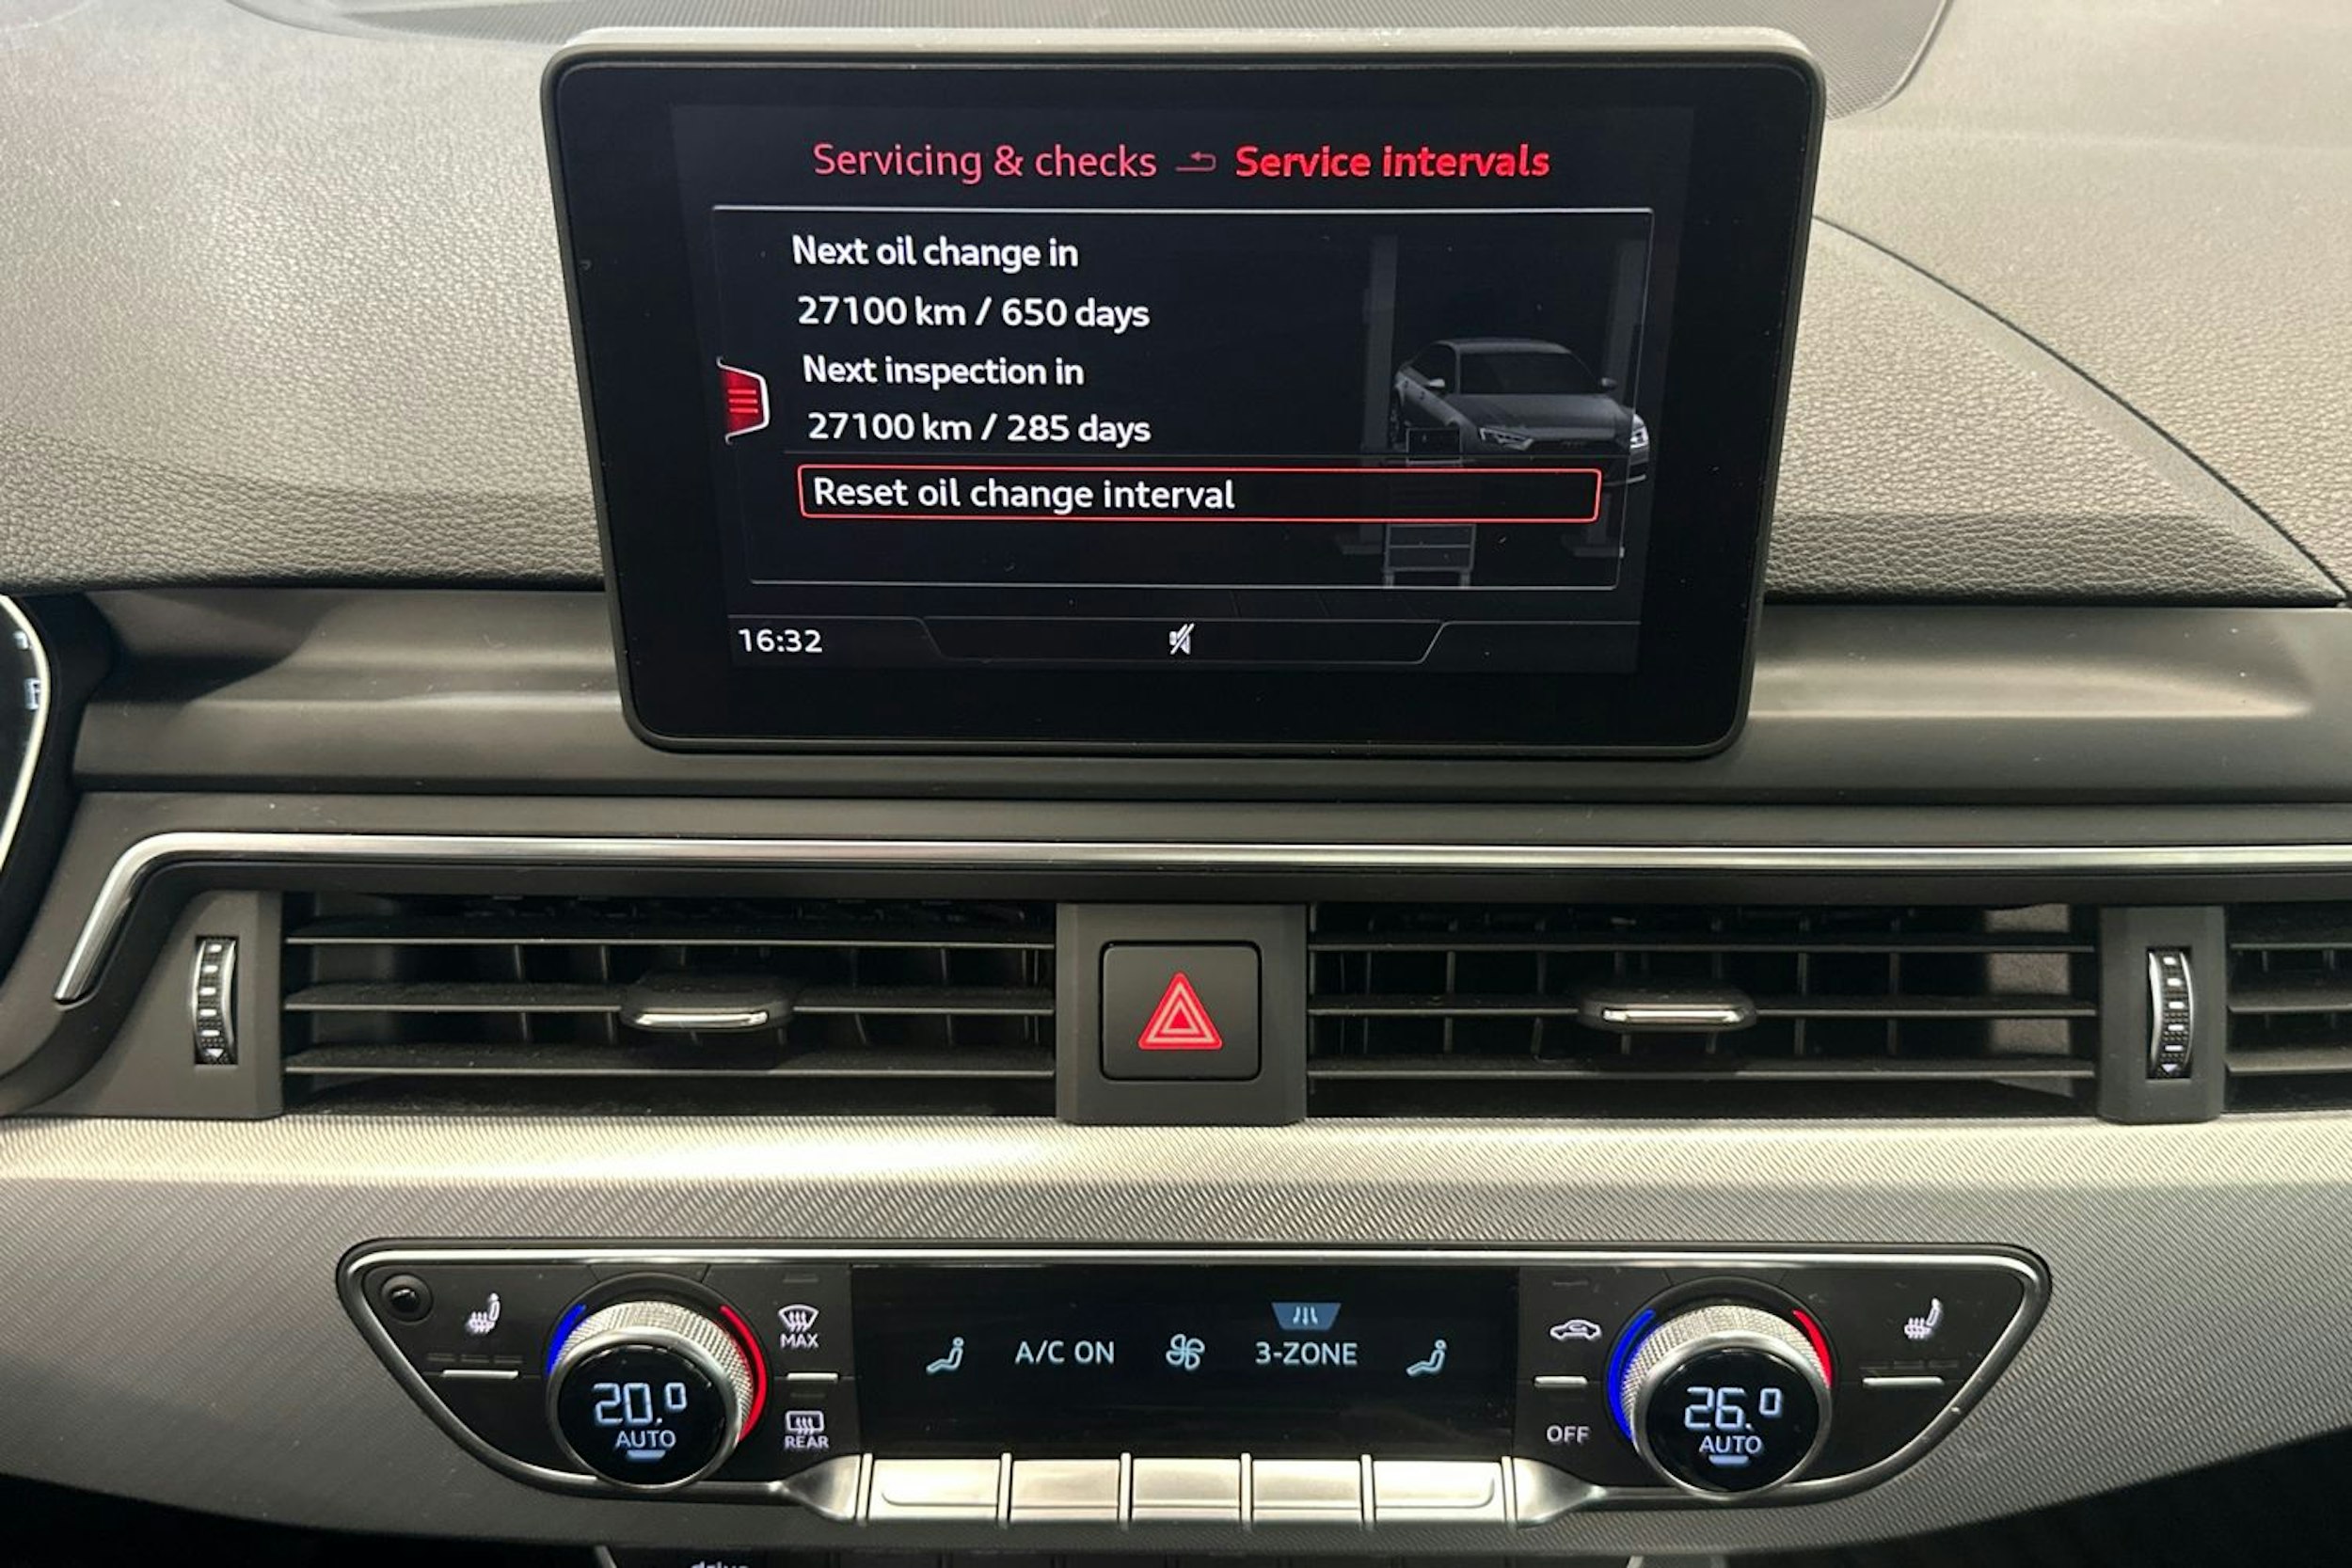 Servicing & checks Service intervals
Next oil change in
27100 km / 650 days
Next inspection in
27100 km / 285 days
Reset oil change interval
16:32
MAX
A/C ON
3-ZONE
20.0
AUTO
REAR
OFF
26.0
AUTO
drive